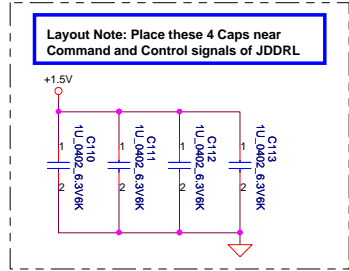 Layout Note: Place these 4 Caps near
Command and Control signals of JDDRL
+1.5V
1
2
C110
1U_0402_6.3V6K
1
2
C111
1U_0402_6.3V6K
1
2
C112
1U_0402_6.3V6K
1
2
C113
1U_0402_6.3V6K